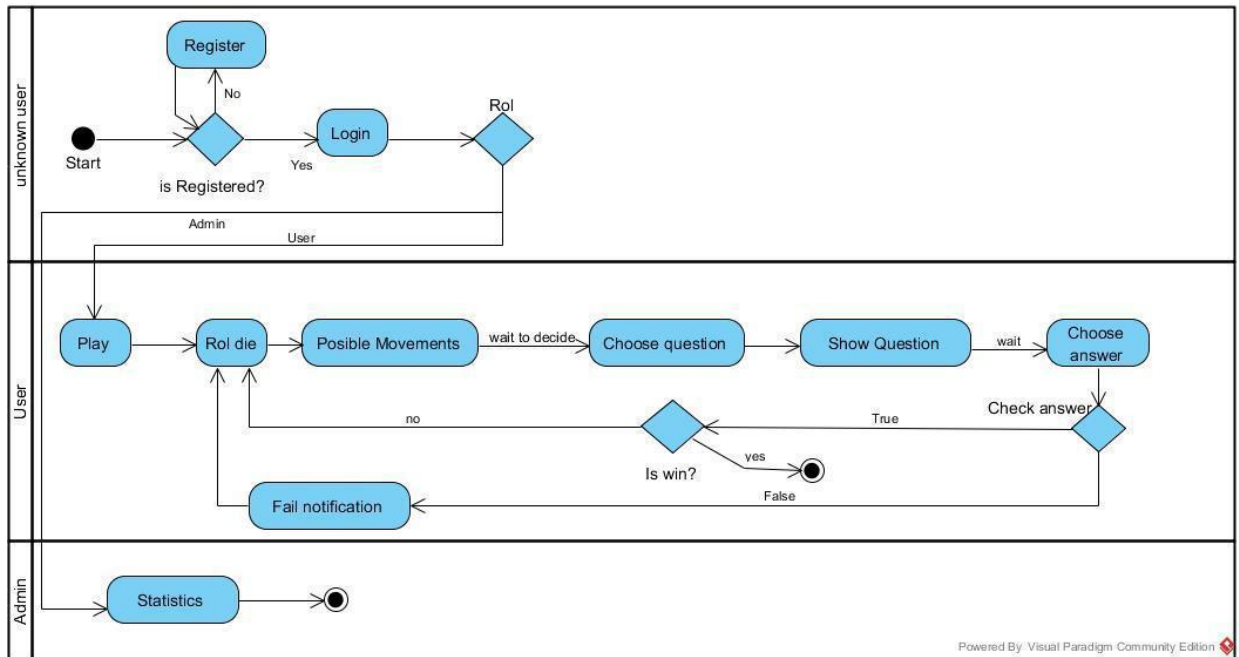 unknown user
Register
No
Rol
Login
Start
Yes
is Registered?
Admin
User
User
Play
Rol die
Posible Movements
wait to decide
Choose question
Show Question
wait
Choose
answer
Check answer
no
True
Is win?
yes
False
Fail notification
Admin
Statistics
Powered By Visual Paradigm Community Edition